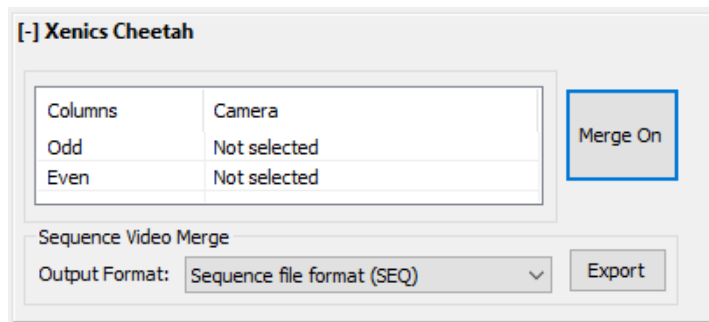 [-] Xenics Cheetah
Columns Camera
Odd Not selected
Even Not selected
Merge On
Sequence Video Merge
Output Format: Sequence file format (SEQ) Export